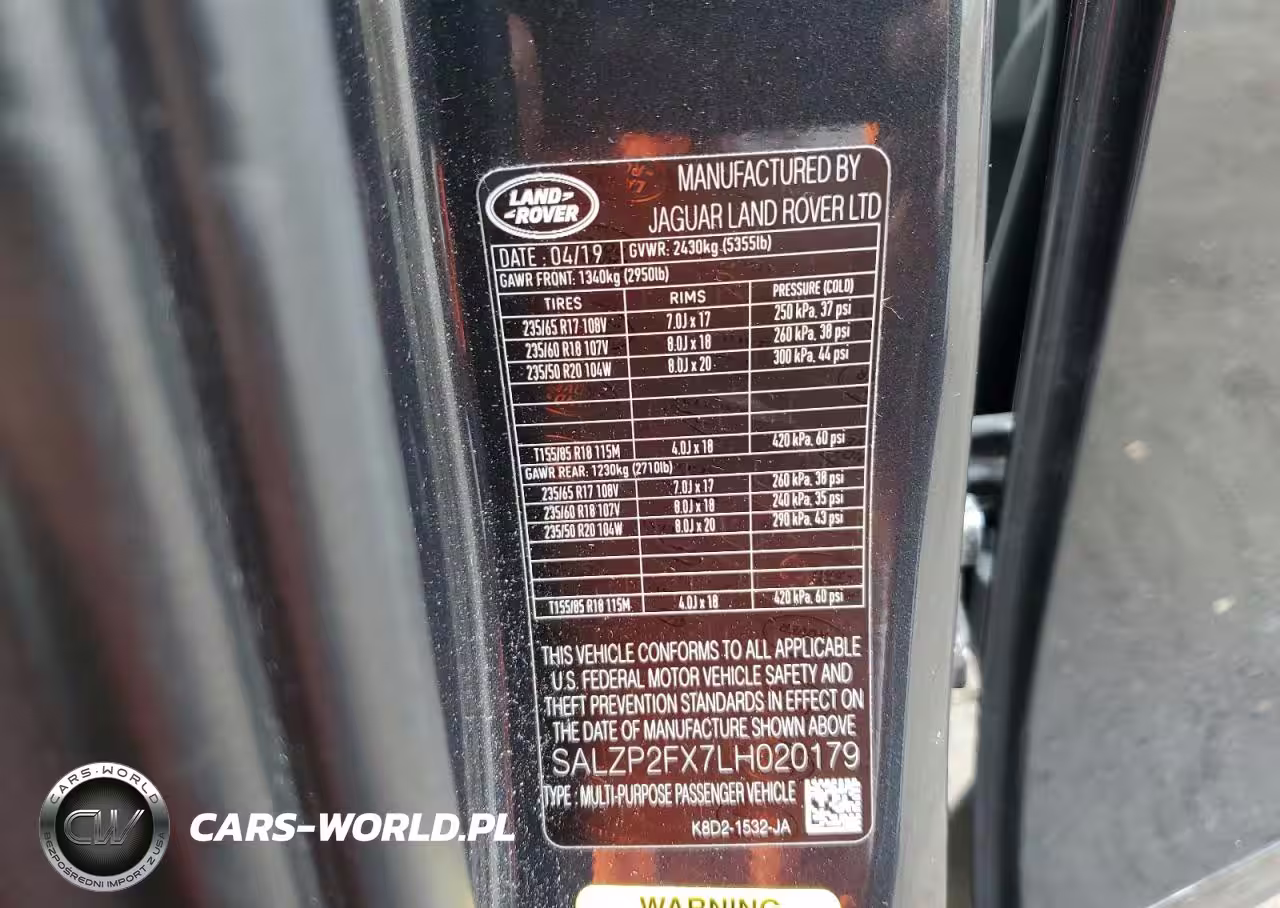 LAND-
-ROVER
MANUFACTURED BY
JAGUAR LAND ROVER LTD
DATE : 04/19 GVWR: 2430kg (5355lb)
GAWR FRONT: 1340kg (2950lb)
TIRES RIMS PRESSURE (COLD)
235/65 R17 108V 7.0J x 17 250 kPa, 37 psi
235/60 R18 107V 8.0J x 18 260 kPa, 38 psi
235/50 R20 104W 8.0J x 20 300 kPa, 44 psi
T155/85 R18 115M 4.0J x 18 420 kPa, 60 psi
GAWR REAR: 1230kg (2710lb)
235/65 R17 108V 7.0J x 17 260 kPa, 38 psi
235/60 R18 107V 8.0J x 18 240 kPa, 35 psi
235/50 R20 104W 8.0J x 20 290 kPa, 43 psi
T155/85 R18 115M 4.0J x 18 420 kPa, 60 psi
THIS VEHICLE CONFORMS TO ALL APPLICABLE
U.S. FEDERAL MOTOR VEHICLE SAFETY AND
THEFT PREVENTION STANDARDS IN EFFECT ON
THE DATE OF MANUFACTURE SHOWN ABOVE
SALZP2FX7LH020179
TYPE : MULTI-PURPOSE PASSENGER VEHICLE
K8D2-1532-JA
WARNING
CARS-WORLD
CW
BEZPOŚREDNI IMPORT Z USA
CARS-WORLD.PL